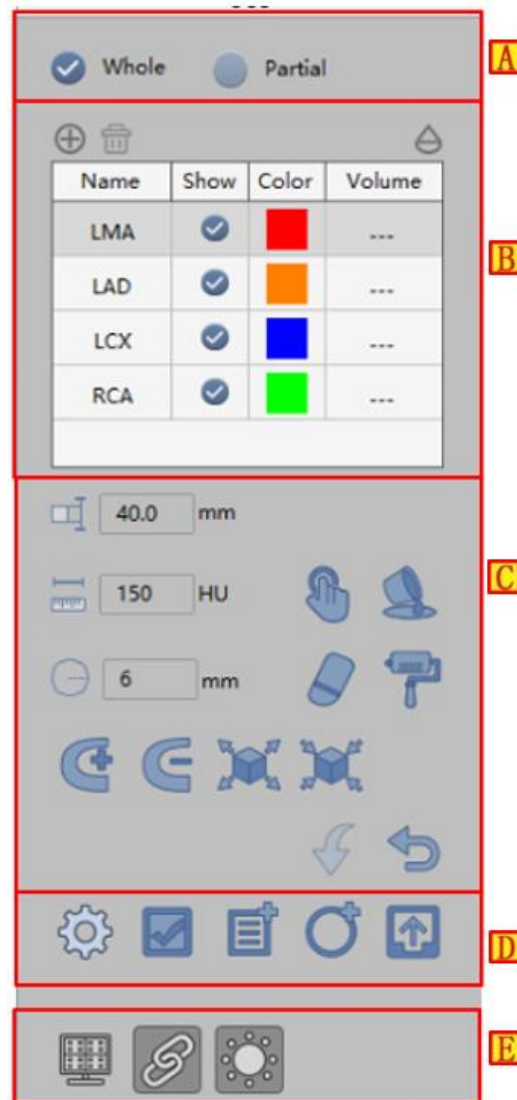 Whole Partial A
Name Show Color Volume
LMA ---
LAD ---
B
LCX ---
RCA ---
40.0 mm
150 HU C
6 mm
D
E